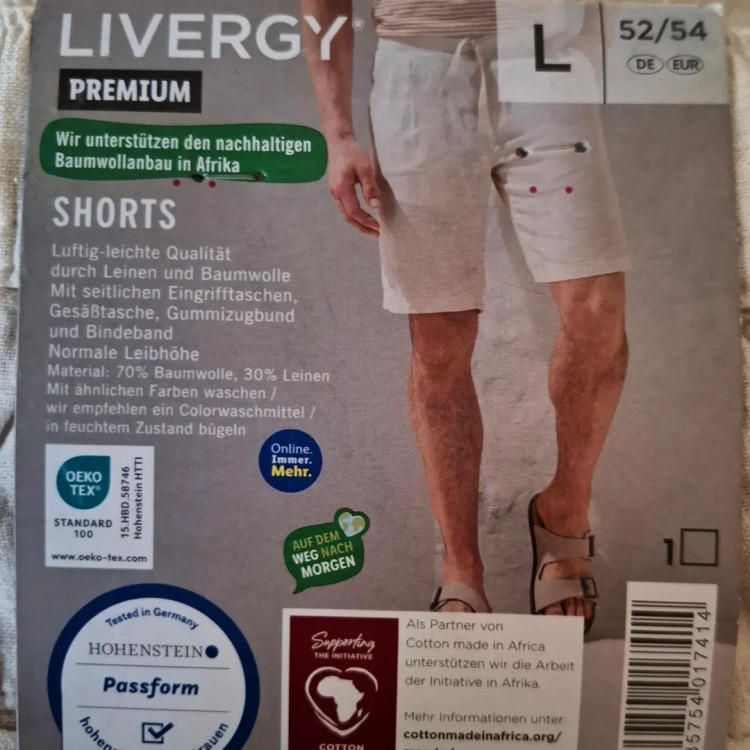 LIVERGY®
PREMIUM
L
52/54
DE EUR
Wir unterstützen den nachhaltigen
Baumwollanbau in Afrika
SHORTS
Luftig-leichte Qualität
durch Leinen und Baumwolle
Mit seitlichen Eingrifftaschen,
Gesäßtasche, Gummizugbund
und Bindeband
Normale Leibhöhe
Material: 70% Baumwolle, 30% Leinen
Mit ähnlichen Farben waschen /
wir empfehlen ein Colorwaschmittel /
in feuchtem Zustand bügeln
OEKO
TEX®
STANDARD
100
15.HBD.58746
Hohenstein HTTI
www.oeko-tex.com
Online.
Immer.
Mehr.
AUF DEM
WEG NACH
MORGEN
1
Tested in Germany
HOHENSTEIN
Passform
Supporting
THE INITIATIVE
COTTON
Als Partner von
Cotton made in Africa
unterstützen wir die Arbeit
der Initiative in Afrika.
Mehr Informationen unter:
cottonmadeinafrica.org/
35754017414